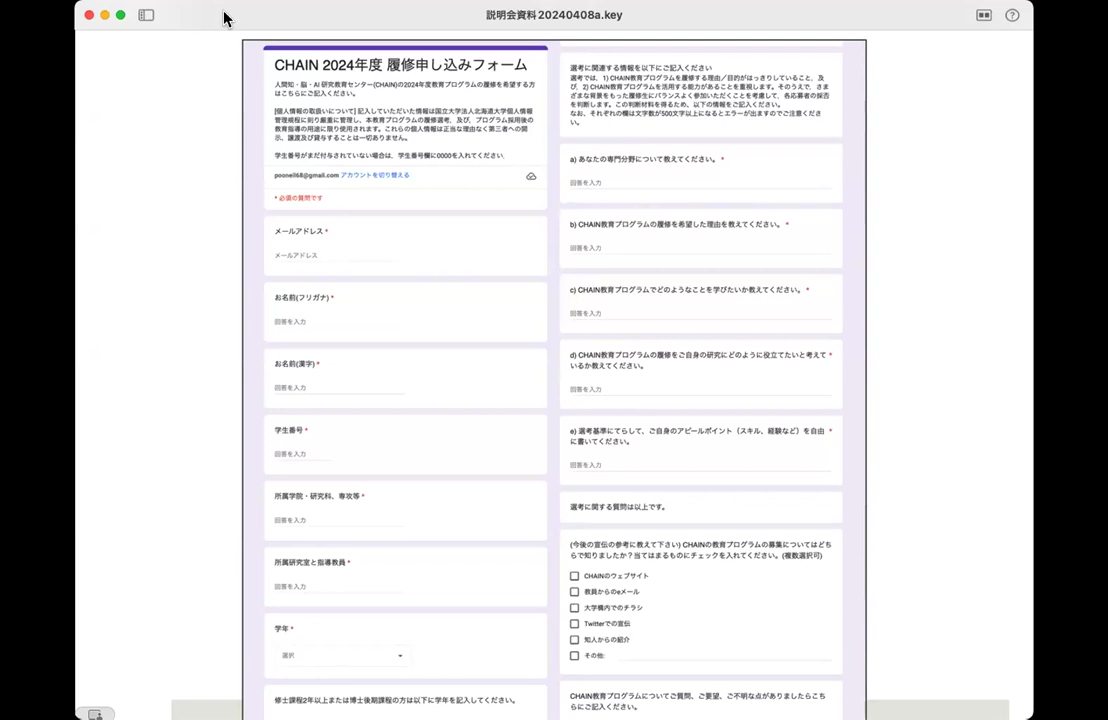 説明会資料20240408a.key
CHAIN 2024年度 履修申し込みフォーム
人間知・脳・AI 研究教育センター(CHAIN)の2024年度教育プログラムの履修を希望する方
はこちらにご記入ください。
[個人情報の取扱いについて] 記入していただいた情報は国立大学法人北海道大学個人情報
管理規程に則り厳重に管理し、本教育プログラムの履修選考、及び、プログラム採用後の
教育指導の用途に限り使用されます。これらの個人情報は正当な理由なく第三者への開
示、譲渡及び貸与することは一切ありません。
学生番号がまだ付与されていない場合は、学生番号欄に0000を入れてください。
pooneil68@gmail.com アカウントを切り替える
* 必須の質問です
メールアドレス *
メールアドレス
お名前(フリガナ) *
回答を入力
お名前(漢字) *
回答を入力
学生番号 *
回答を入力
所属学院・研究科、専攻等 *
回答を入力
所属研究室と指導教員 *
回答を入力
学年 *
選択
修士課程2年以上または博士後期課程の方は以下に学年を記入してください。
選考に関連する情報を以下にご記入ください
選考では、1) CHAIN教育プログラムを履修する理由／目的がはっきりしていること、及
び、2) CHAIN教育プログラムを活用する能力があることを重視します。そのうえで、さま
ざまな背景をもった履修生にバランスよく参加いただくことを考慮して、各応募者の採否
を判断します。この判断材料を得るため、以下の情報をご記入ください。
なお、それぞれの欄は文字数が500文字以上になるとエラーが出ますのでご注意くださ
い。
a) あなたの専門分野について教えてください。 *
回答を入力
b) CHAIN教育プログラムの履修を希望した理由を教えてください。 *
回答を入力
c) CHAIN教育プログラムでどのようなことを学びたいか教えてください。 *
回答を入力
d) CHAIN教育プログラムの履修をご自身の研究にどのように役立てたいと考えて *
いるか教えてください。
回答を入力
e) 選考基準にてらして、ご自身のアピールポイント（スキル、経験など）を自由 *
に書いてください。
回答を入力
選考に関する質問は以上です。
(今後の宣伝の参考に教えて下さい) CHAINの教育プログラムの募集についてはどち
らで知りましたか？当てはまるものにチェックを入れてください。(複数選択可)
CHAINのウェブサイト
教員からのeメール
大学構内でのチラシ
Twitterでの宣伝
知人からの紹介
その他:
CHAIN教育プログラムについてご質問、ご要望、ご不明な点がありましたらこち
らにご記入ください。